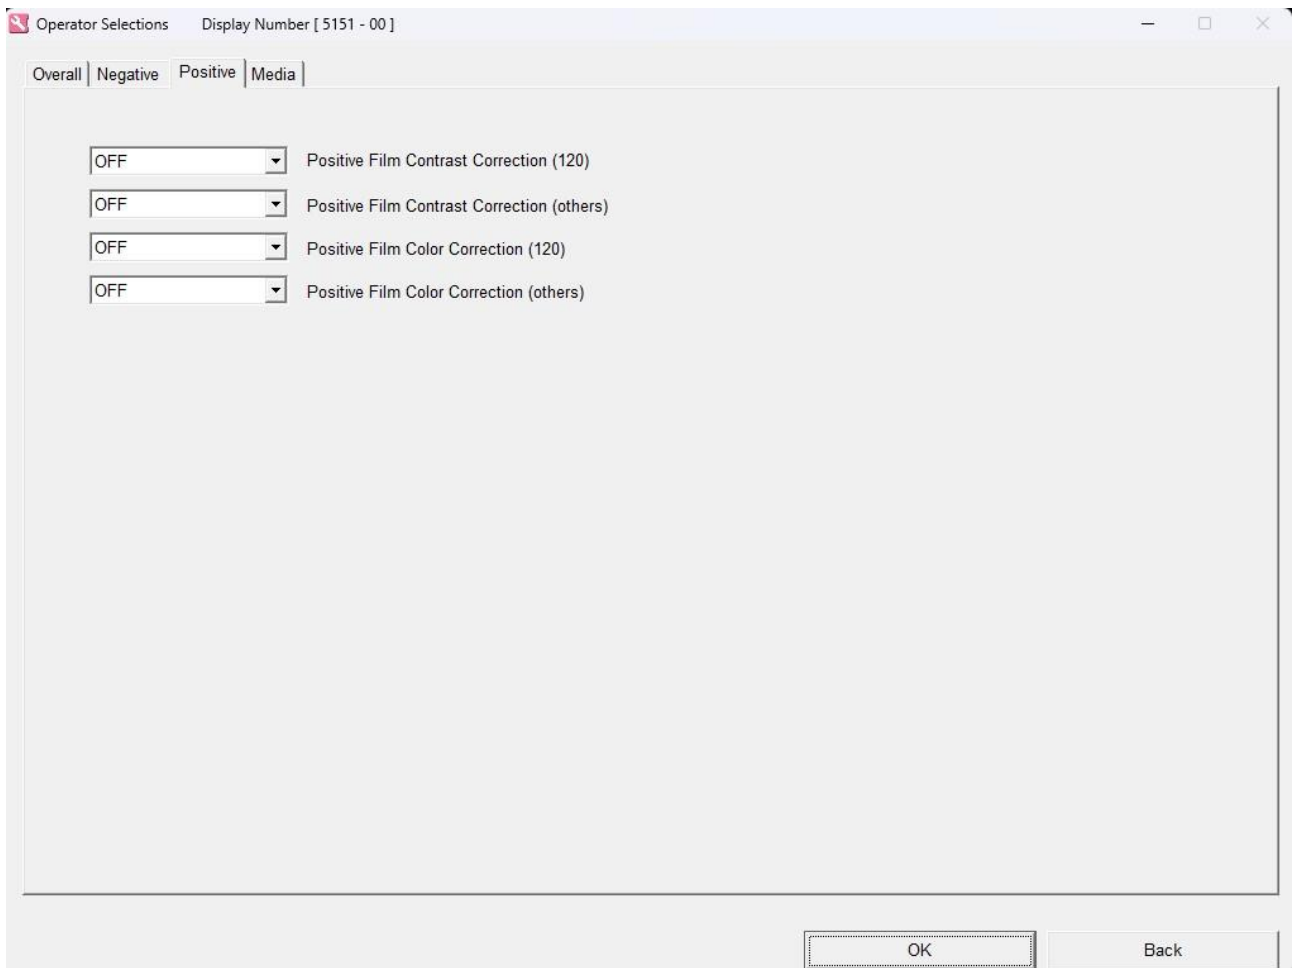 Operator Selections Display Number [ 5151 - 00 ]
Overall Negative Positive Media
OFF Positive Film Contrast Correction (120)
OFF Positive Film Contrast Correction (others)
OFF Positive Film Color Correction (120)
OFF Positive Film Color Correction (others)
OK Back